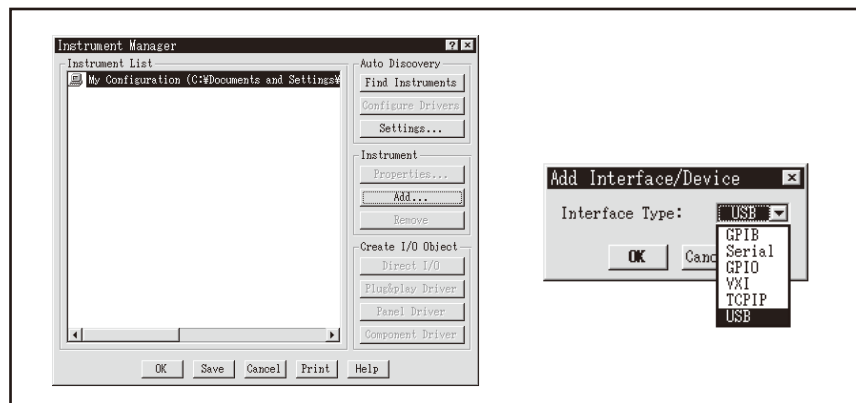 Instrument Manager
Instrument List
My Configuration (C:¥Documents and Settings¥
Auto Discovery
Find Instruments
Configure Drivers
Settings...
Instrument
Properties...
Add...
Remove
Create I/O Object
Direct I/O
Plug&play Driver
Panel Driver
Component Driver
OK
Save
Cancel
Print
Help
Add Interface/Device
Interface Type:
USB
GPIB
Serial
GPIO
VXI
TCPIP
USB
OK
Canc